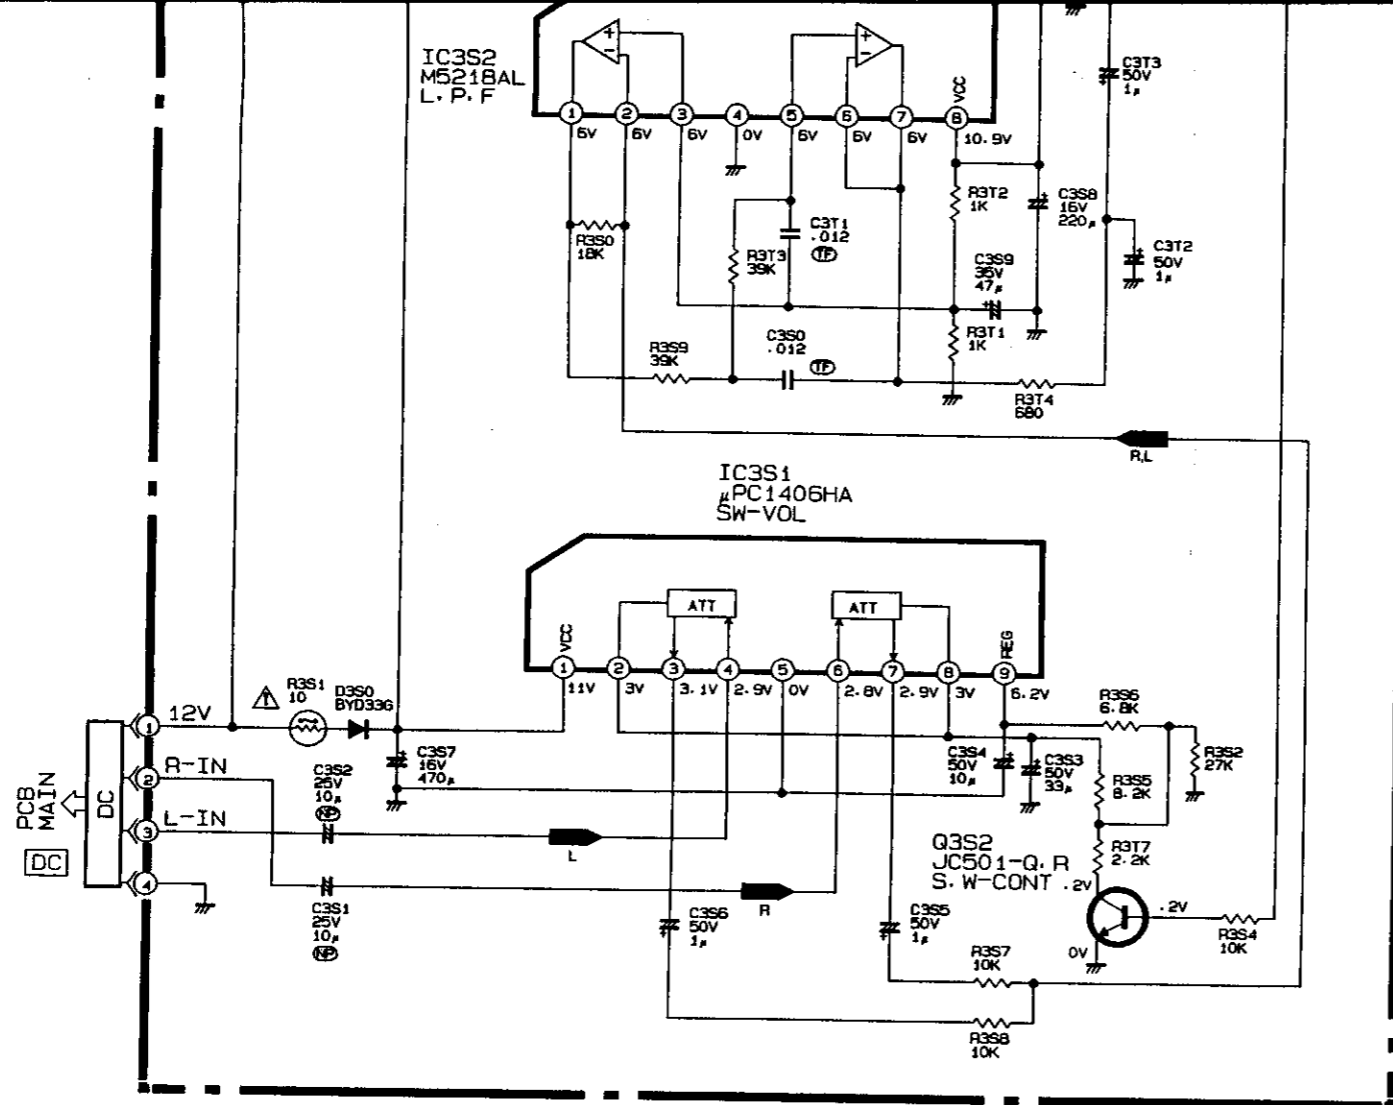 IC3S2
M5218AL
L.P.F
+
-
+
-
VCC
1
2
3
4
5
6
7
8
6V
6V
6V
0V
6V
6V
6V
10.9V
C3T3
50V
1µ
R3S0
18K
R3T3
39K
C3T1
.012
TF
R3T2
1K
C3S8
16V
220µ
C3S9
35V
47µ
C3T2
50V
1µ
R3S9
39K
C3S0
.012
TF
R3T1
1K
R3T4
680
R,L
IC3S1
µPC1406HA
SW-VOL
ATT
ATT
VCC
REG
1
2
3
4
5
6
7
8
9
11V
3V
3.1V
2.9V
0V
2.8V
2.9V
3V
6.2V
R3S1
10
D3S0
BYD33G
12V
R-IN
L-IN
1
2
3
4
DC
PCB
MAIN
DC
C3S7
16V
470µ
C3S2
25V
10µ
NP
L
C3S1
25V
10µ
NP
R
C3S6
50V
1µ
C3S5
50V
1µ
C3S4
50V
10µ
C3S3
50V
33µ
R3S6
6.8K
R3S2
27K
R3S5
8.2K
R3T7
2.2K
Q3S2
JC501-Q.R
S.W-CONT
.2V
.2V
0V
R3S4
10K
R3S7
10K
R3S8
10K